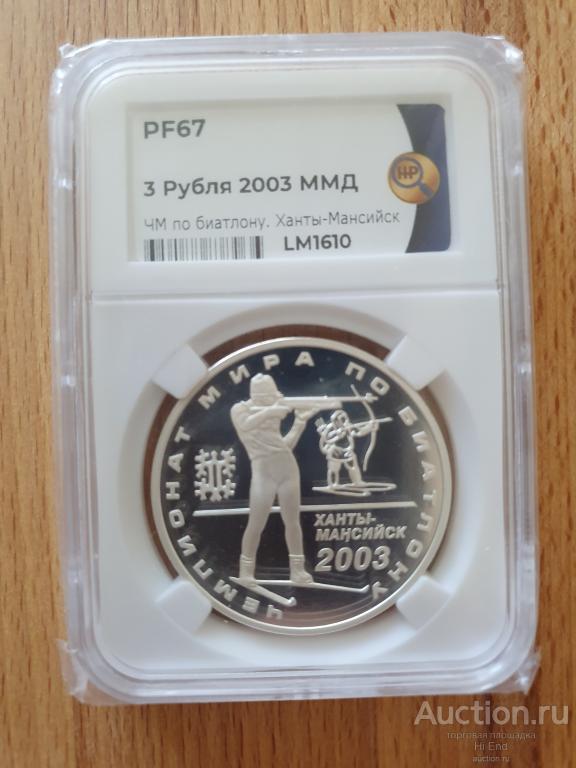 PF67
HP
3 Рубля 2003 ММД
ЧМ по биатлону. Ханты-Мансийск
LM1610
ЧЕМПИОНАТ МИРА ПО БИАТЛОНУ
ХАНТЫ-
МАНСИЙСК
2003
Auction.ru
торговая площадка
Hi End
auction.ru